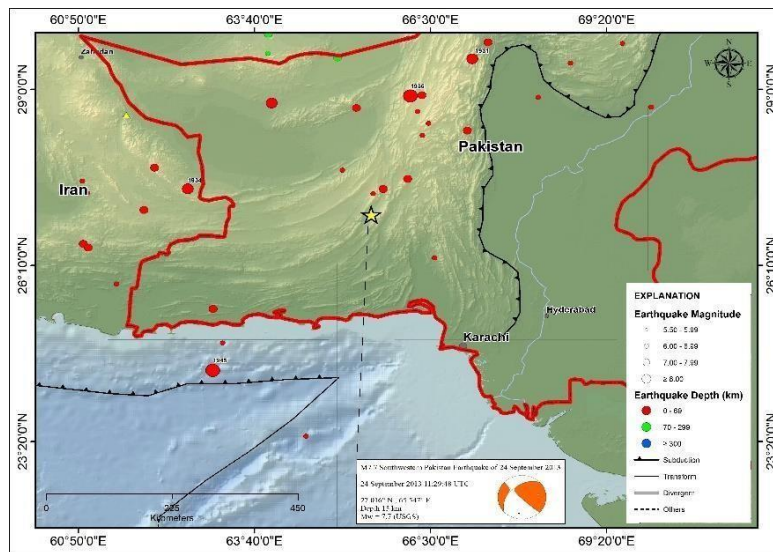 60°50'0"E 63°40'0"E 66°30'0"E 69°20'0"E
Zahedan
1931
N
W E
S
28°0'0"N 28°0'0"N
1935
Pakistan
Iran
1934
26°10'0"N 26°10'0"N
EXPLANATION
Earthquake Magnitude
5.50 - 5.99
6.00 - 6.99
7.00 - 7.99
≥ 8.00
Hyderabad
Karachi
1945
Earthquake Depth (km)
0 - 69
70 - 299
> 300
Subduction
Transform
Divergent
Others
23°20'0"N 23°20'0"N
M7.7 Southwestern Pakistan Earthquake of 24 September 2013
24 September 2013 11:29:48 UTC
Depth 15 km
Mw = 7.7 (USGS)
0 225 450
Kilometers
60°50'0"E 63°40'0"E 66°30'0"E 69°20'0"E